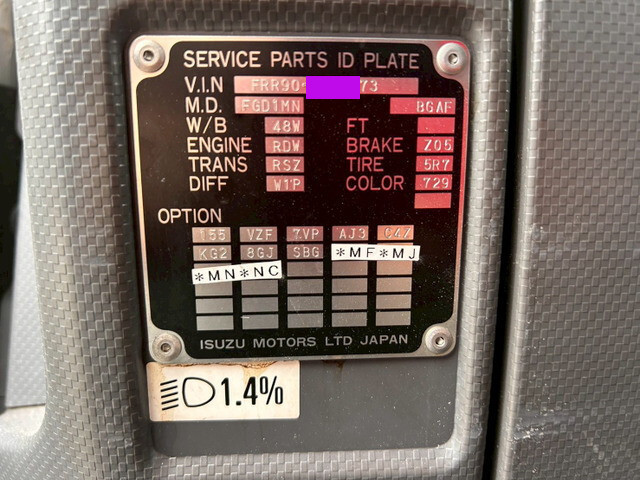 SERVICE PARTS ID PLATE
V.I.N FRR90- 73
M.D. FGD1MN BGAF
W/B 48W FT
ENGINE RDW BRAKE Z05
TRANS RSZ TIRE 5R7
DIFF W1P COLOR 729
OPTION
155 VZF 7VP AJ3
KG2 8GJ SBG *MF *MJ
*MN *NC
ISUZU MOTORS LTD JAPAN
1.4%